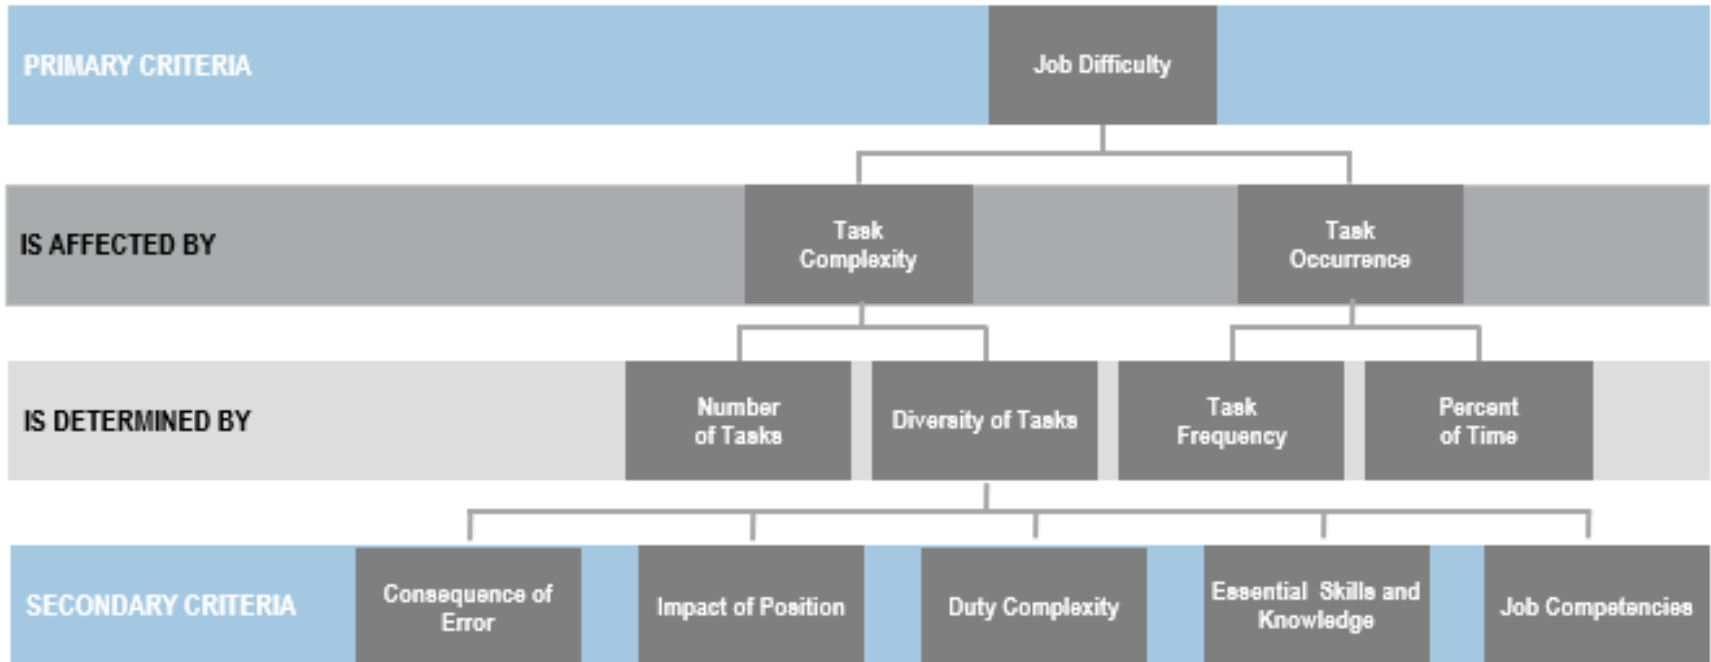 PRIMARY CRITERIA
Job Difficulty
IS AFFECTED BY
Task
Complexity
Task
Occurrence
IS DETERMINED BY
Number
of Tasks
Diversity of Tasks
Task
Frequency
Percent
of Time
SECONDARY CRITERIA
Consequence of
Error
Impact of Position
Duty Complexity
Essential Skills and
Knowledge
Job Competencies